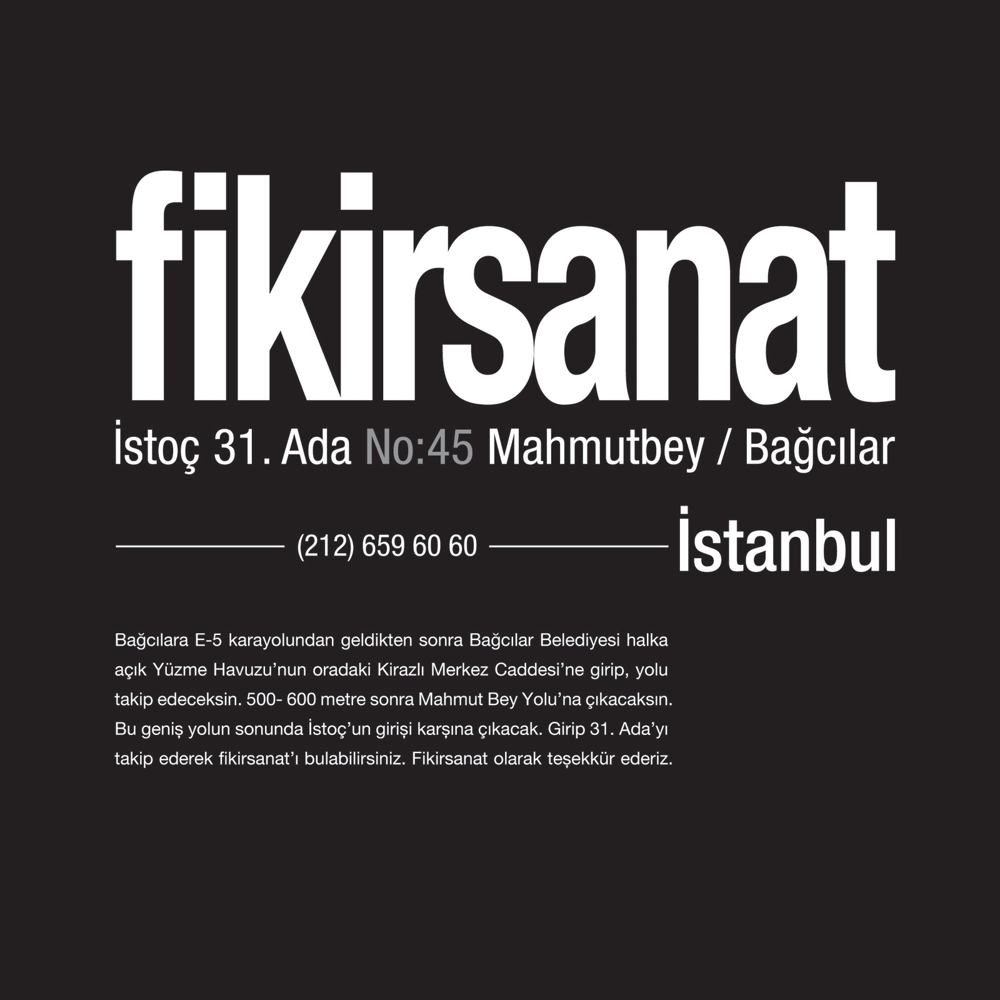 fikirsanat
İstoç 31. Ada No:45 Mahmutbey / Bağcılar
(212) 659 60 60 İstanbul
Bağcılara E-5 karayolundan geldikten sonra Bağcılar Belediyesi halka
açık Yüzme Havuzu’nun oradaki Kirazlı Merkez Caddesi’ne girip, yolu
takip edeceksin. 500- 600 metre sonra Mahmut Bey Yolu’na çıkacaksın.
Bu geniş yolun sonunda İstoç’un girişi karşına çıkacak. Girip 31. Ada’yı
takip ederek fikirsanat’ı bulabilirsiniz. Fikirsanat olarak teşekkür ederiz.